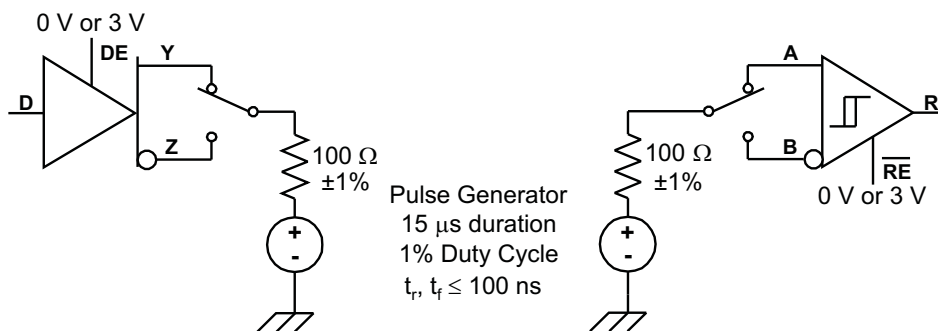 0 V or 3 V
DE
Y
D
Z
100 Ω
±1%
Pulse Generator
15 μs duration
1% Duty Cycle
tr, tf ≤ 100 ns
+
-
A
B
R
100 Ω
±1%
RE
0 V or 3 V
+
-